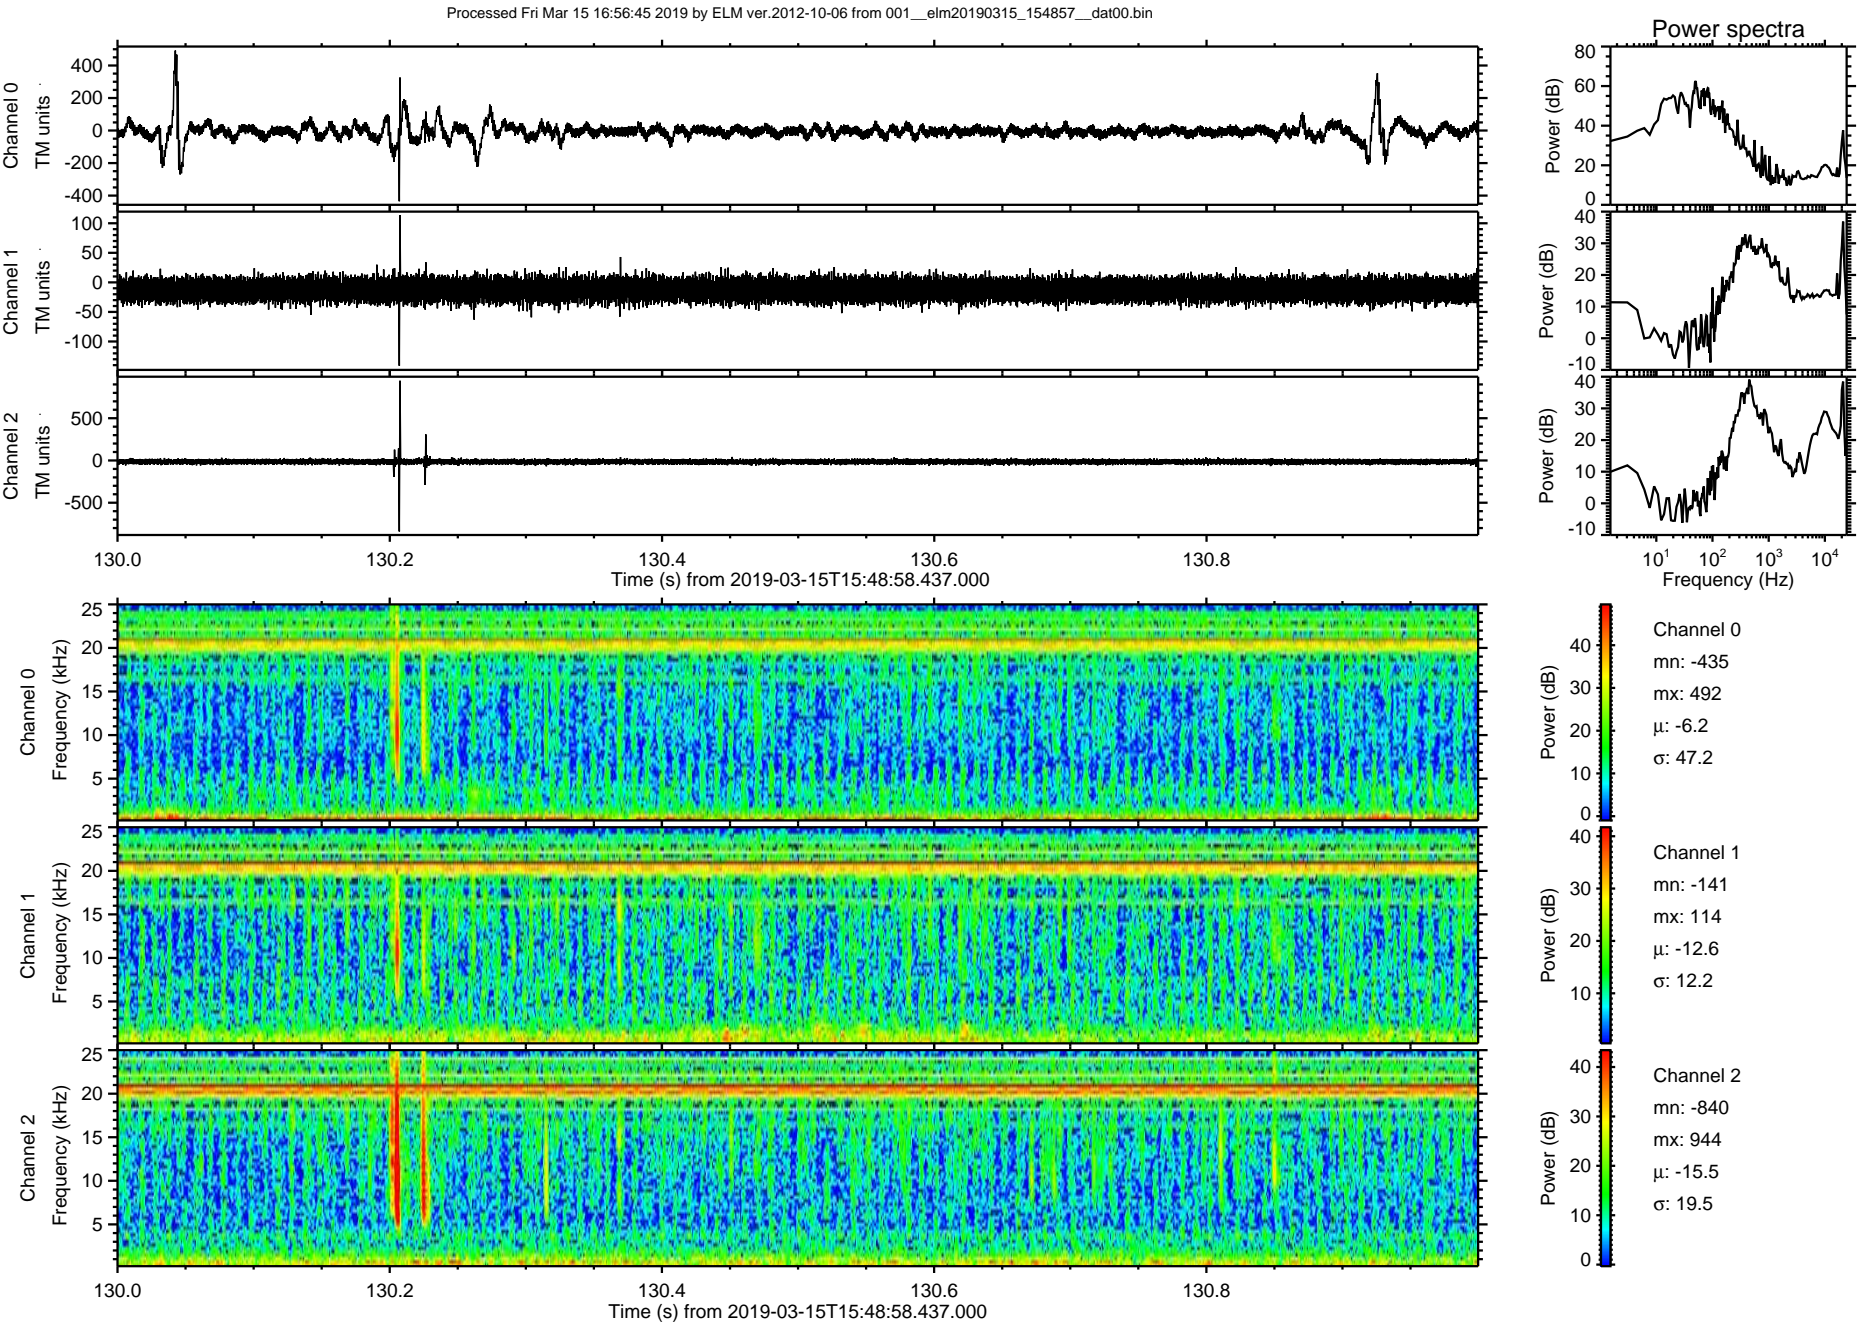 Processed Fri Mar 15 16:56:45 2019 by ELM ver.2012-10-06 from 001__elm20190315_154857__dat00.bin
Power spectra
Channel 0
TM units
400
200
0
-200
-400
Power (dB)
80
60
40
20
0
Channel 1
TM units
100
50
0
-50
-100
Power (dB)
40
30
20
10
0
-10
Channel 2
TM units
500
0
-500
Power (dB)
40
30
20
10
0
-10
130.0 130.2 130.4 130.6 130.8
Time (s) from 2019-03-15T15:48:58.437.000
10¹ 10² 10³ 10⁴
Frequency (Hz)
Channel 0
Frequency (kHz)
25
20
15
10
5
Power (dB)
40
30
20
10
0
Channel 0
mn: -435
mx: 492
μ: -6.2
σ: 47.2
Channel 1
Frequency (kHz)
25
20
15
10
5
Power (dB)
40
30
20
10
Channel 1
mn: -141
mx: 114
μ: -12.6
σ: 12.2
Channel 2
Frequency (kHz)
25
20
15
10
5
Power (dB)
40
30
20
10
0
Channel 2
mn: -840
mx: 944
μ: -15.5
σ: 19.5
130.0 130.2 130.4 130.6 130.8
Time (s) from 2019-03-15T15:48:58.437.000